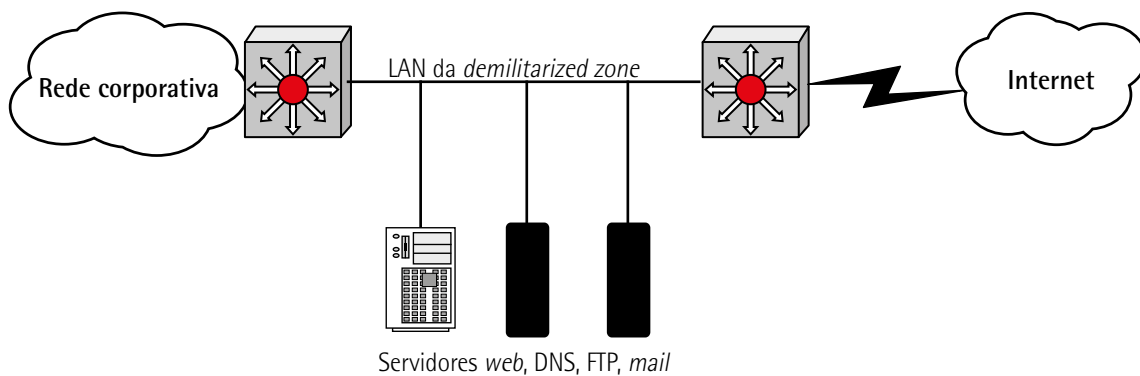 Rede corporativa
LAN da demilitarized zone
Internet
Servidores web, DNS, FTP, mail